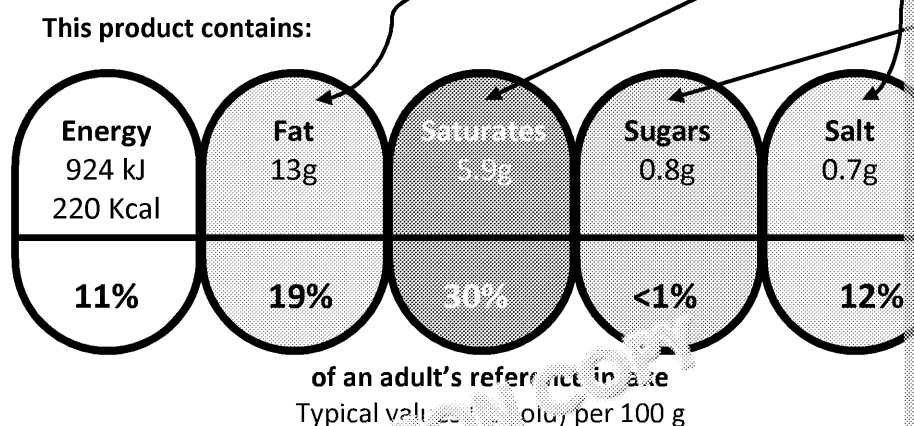 This product contains:
Energy Fat Saturates Sugars Salt
924 kJ 13g 5.9g 0.8g 0.7g
220 Kcal
11% 19% 30% <1% 12%
of an adult's reference intake
Typical values per 100 g
COPY